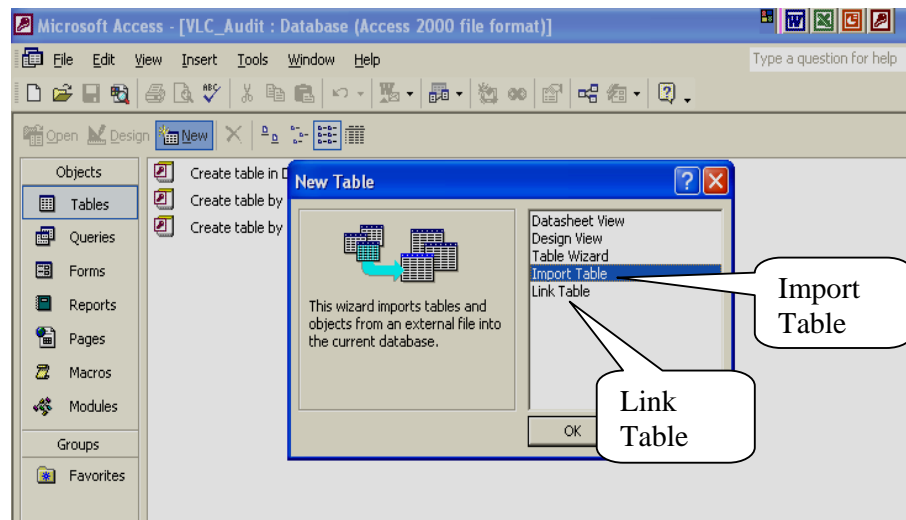 Microsoft Access - [VLC_Audit : Database (Access 2000 file format)]
File Edit View Insert Tools Window Help
Type a question for help
Open Design New
Objects
Tables
Queries
Forms
Reports
Pages
Macros
Modules
Groups
Favorites
Create table in D
Create table by
Create table by
New Table
This wizard imports tables and
objects from an external file into
the current database.
Datasheet View
Design View
Table Wizard
Import Table
Link Table
OK
Import
Table
Link
Table